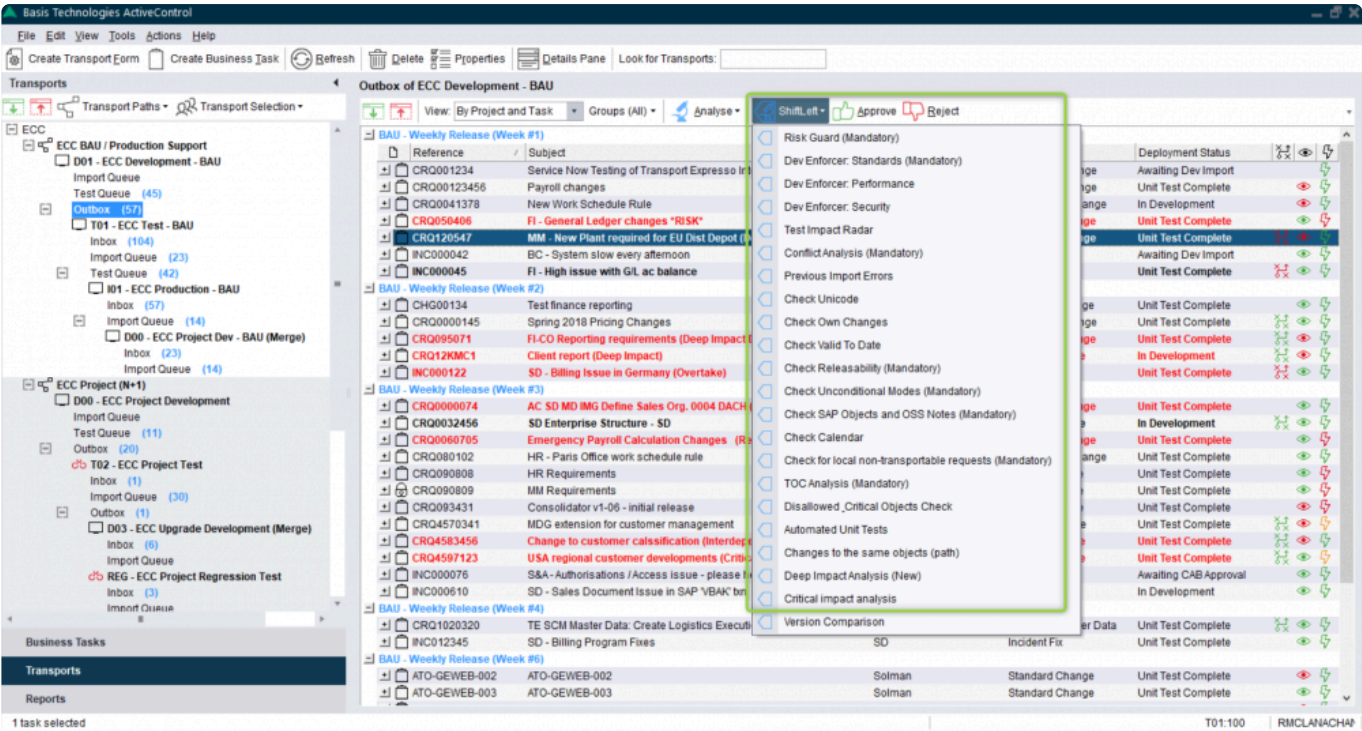 Basis Technologies ActiveControl
File Edit View Tools Actions Help
Create Transport Form Create Business Task Refresh Delete Properties Details Pane Look for Transports:
Transports
Transport Paths Transport Selection
ECC
ECC BAU / Production Support
D01 - ECC Development - BAU
Import Queue
Test Queue (45)
Outbox (57)
T01 - ECC Test - BAU
Inbox (104)
Import Queue (23)
Test Queue (42)
I01 - ECC Production - BAU
Inbox (57)
Import Queue (14)
D00 - ECC Project Dev - BAU (Merge)
Inbox (23)
Import Queue (14)
ECC Project (N+1)
D00 - ECC Project Development
Import Queue
Test Queue (11)
Outbox (20)
T02 - ECC Project Test
Inbox (1)
Import Queue (30)
Outbox (1)
D03 - ECC Upgrade Development (Merge)
Inbox (6)
Import Queue
REG - ECC Project Regression Test
Inbox (3)
Import Queue
Business Tasks
Transports
Reports
Outbox of ECC Development - BAU
View: By Project and Task Groups (All) Analyse ShiftLeft Approve Reject
BAU - Weekly Release (Week #1)
Reference Subject Deployment Status
CRQ001234 Service Now Testing of Transport Expresso Int nge Awaiting Dev Import
CRQ00123456 Payroll changes nge Unit Test Complete
CRQ0041378 New Work Schedule Rule ange In Development
CRQ050406 FI - General Ledger changes *RISK* ge Unit Test Complete
CRQ120547 MM - New Plant required for EU Dist Depot ge Unit Test Complete
INC000042 BC - System slow every afternoon Awaiting Dev Import
INC000045 FI - High issue with G/L ac balance Unit Test Complete
BAU - Weekly Release (Week #2)
CHG00134 Test finance reporting Unit Test Complete
CRQ0000145 Spring 2018 Pricing Changes nge Unit Test Complete
CRQ095071 FI-CO Reporting requirements (Deep Impact ge Unit Test Complete
CRQ12KMC1 Client report (Deep Impact) In Development
INC000122 SD - Billing Issue in Germany (Overtake) Unit Test Complete
BAU - Weekly Release (Week #3)
CRQ0000074 AC SD MD IMG Define Sales Org. 0004 DACH ge Unit Test Complete
CRQ0032456 SD Enterprise Structure - SD In Development
CRQ0060705 Emergency Payroll Calculation Changes (Re ge Unit Test Complete
CRQ080102 HR - Paris Office work schedule rule ange Unit Test Complete
CRQ090808 HR Requirements Unit Test Complete
CRQ090809 MM Requirements Unit Test Complete
CRQ093431 Consolidator v1-06 - initial release Unit Test Complete
CRQ4570341 MDG extension for customer management Unit Test Complete
CRQ4583456 Change to customer calssification (Interdepe Unit Test Complete
CRQ4597123 USA regional customer developments (Critic Unit Test Complete
INC000076 S&A - Authorisations / Access issue - please Awaiting CAB Approval
INC000610 SD - Sales Document Issue in SAP 'VBAK' txn In Development
BAU - Weekly Release (Week #4)
CRQ1020320 TE SCM Master Data: Create Logistics Executi er Data Unit Test Complete
INC012345 SD - Billing Program Fixes SD Incident Fix Unit Test Complete
BAU - Weekly Release (Week #6)
ATO-GEWEB-002 ATO-GEWEB-002 Solman Standard Change Unit Test Complete
ATO-GEWEB-003 ATO-GEWEB-003 Solman Standard Change Unit Test Complete
Risk Guard (Mandatory)
Dev Enforcer: Standards (Mandatory)
Dev Enforcer: Performance
Dev Enforcer: Security
Test Impact Radar
Conflict Analysis (Mandatory)
Previous Import Errors
Check Unicode
Check Own Changes
Check Valid To Date
Check Releasability (Mandatory)
Check Unconditional Modes (Mandatory)
Check SAP Objects and OSS Notes (Mandatory)
Check Calendar
Check for local non-transportable requests (Mandatory)
TOC Analysis (Mandatory)
Disallowed_Critical Objects Check
Automated Unit Tests
Changes to the same objects (path)
Deep Impact Analysis (New)
Critical impact analysis
Version Comparison
1 task selected T01:100 RMCLANACHAN